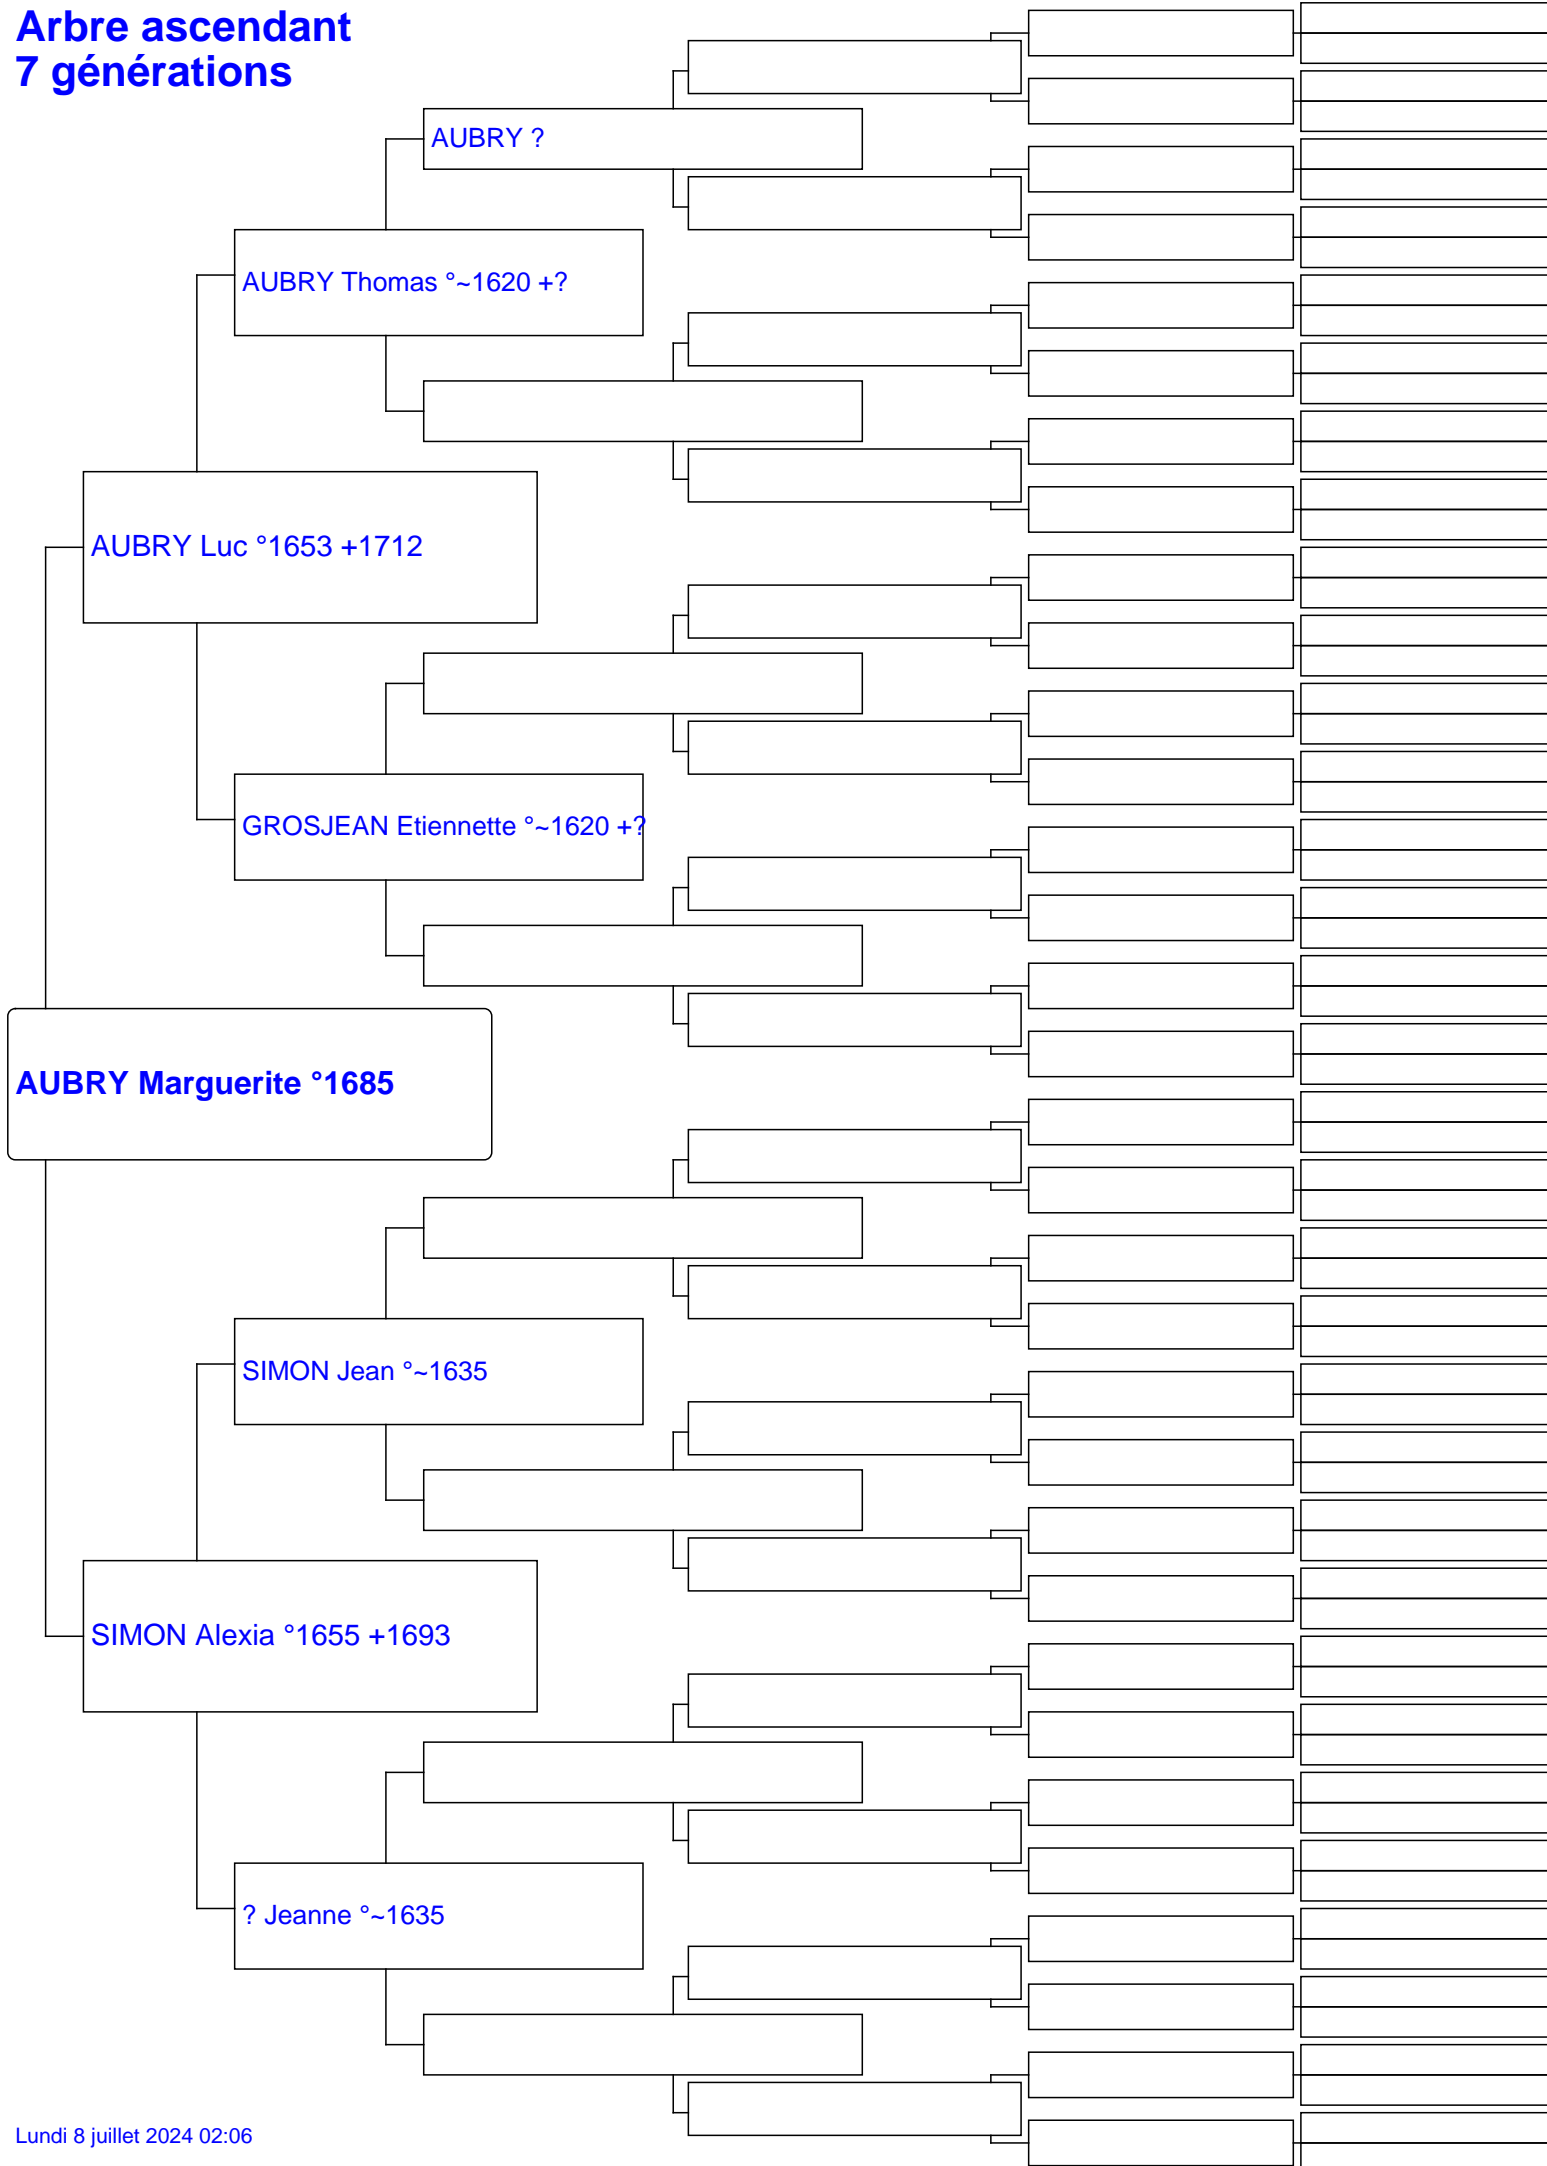 Arbre ascendant
7 générations
AUBRY ?
AUBRY Thomas °~1620 +?
AUBRY Luc °1653 +1712
GROSJEAN Etiennette °~1620 +?
AUBRY Marguerite °1685
SIMON Jean °~1635
SIMON Alexia °1655 +1693
? Jeanne °~1635
Lundi 8 juillet 2024 02:06